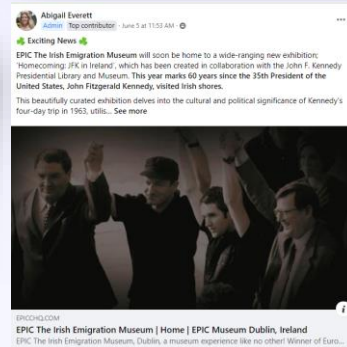 Abigail Everett
Admin Top contributor · June 5 at 11:53 AM ·
Exciting News
EPIC The Irish Emigration Museum will soon be home to a wide-ranging new exhibition;
'Homecoming: JFK in Ireland', which has been created in collaboration with the John F. Kennedy
Presidential Library and Museum. This year marks 60 years since the 35th President of the
United States, John Fitzgerald Kennedy, visited Irish shores.
This beautifully curated exhibition delves into the cultural and political significance of Kennedy's
four-day trip in 1963, utilis... See more
EPICCHQ.COM
EPIC The Irish Emigration Museum | Home | EPIC Museum Dublin, Ireland
EPIC The Irish Emigration Museum, Dublin, a museum experience like no other! Winner of Euro...